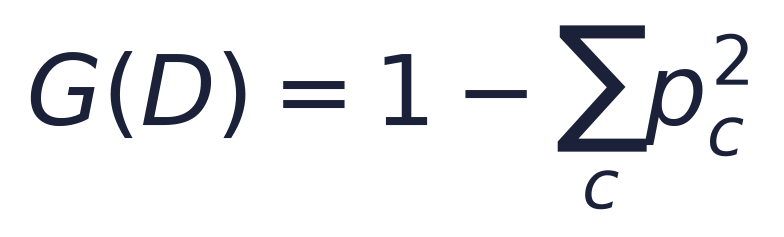 G(D) = 1 − ∑_c p_c^2